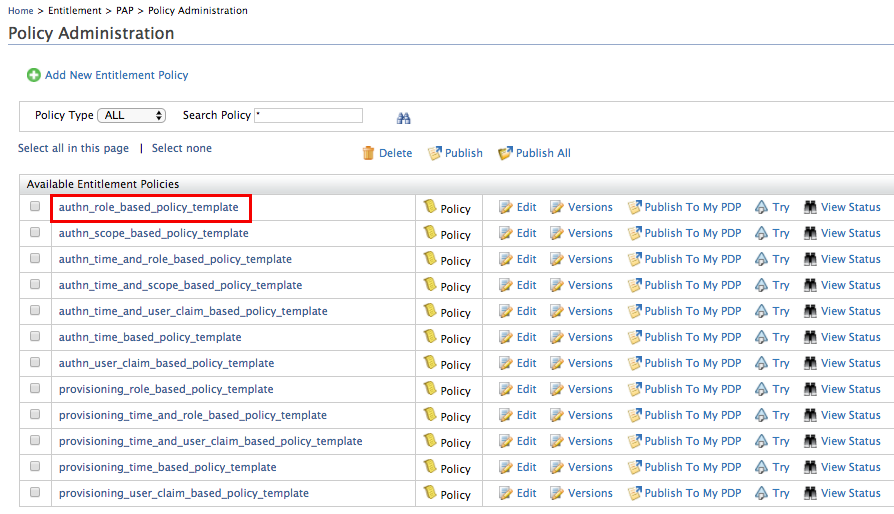 Home > Entitlement > PAP > Policy Administration
Policy Administration
Add New Entitlement Policy
Policy Type ALL Search Policy *
Select all in this page | Select none Delete Publish Publish All
Available Entitlement Policies
authn_role_based_policy_template Policy Edit Versions Publish To My PDP Try View Status
authn_scope_based_policy_template Policy Edit Versions Publish To My PDP Try View Status
authn_time_and_role_based_policy_template Policy Edit Versions Publish To My PDP Try View Status
authn_time_and_scope_based_policy_template Policy Edit Versions Publish To My PDP Try View Status
authn_time_and_user_claim_based_policy_template Policy Edit Versions Publish To My PDP Try View Status
authn_time_based_policy_template Policy Edit Versions Publish To My PDP Try View Status
authn_user_claim_based_policy_template Policy Edit Versions Publish To My PDP Try View Status
provisioning_role_based_policy_template Policy Edit Versions Publish To My PDP Try View Status
provisioning_time_and_role_based_policy_template Policy Edit Versions Publish To My PDP Try View Status
provisioning_time_and_user_claim_based_policy_template Policy Edit Versions Publish To My PDP Try View Status
provisioning_time_based_policy_template Policy Edit Versions Publish To My PDP Try View Status
provisioning_user_claim_based_policy_template Policy Edit Versions Publish To My PDP Try View Status